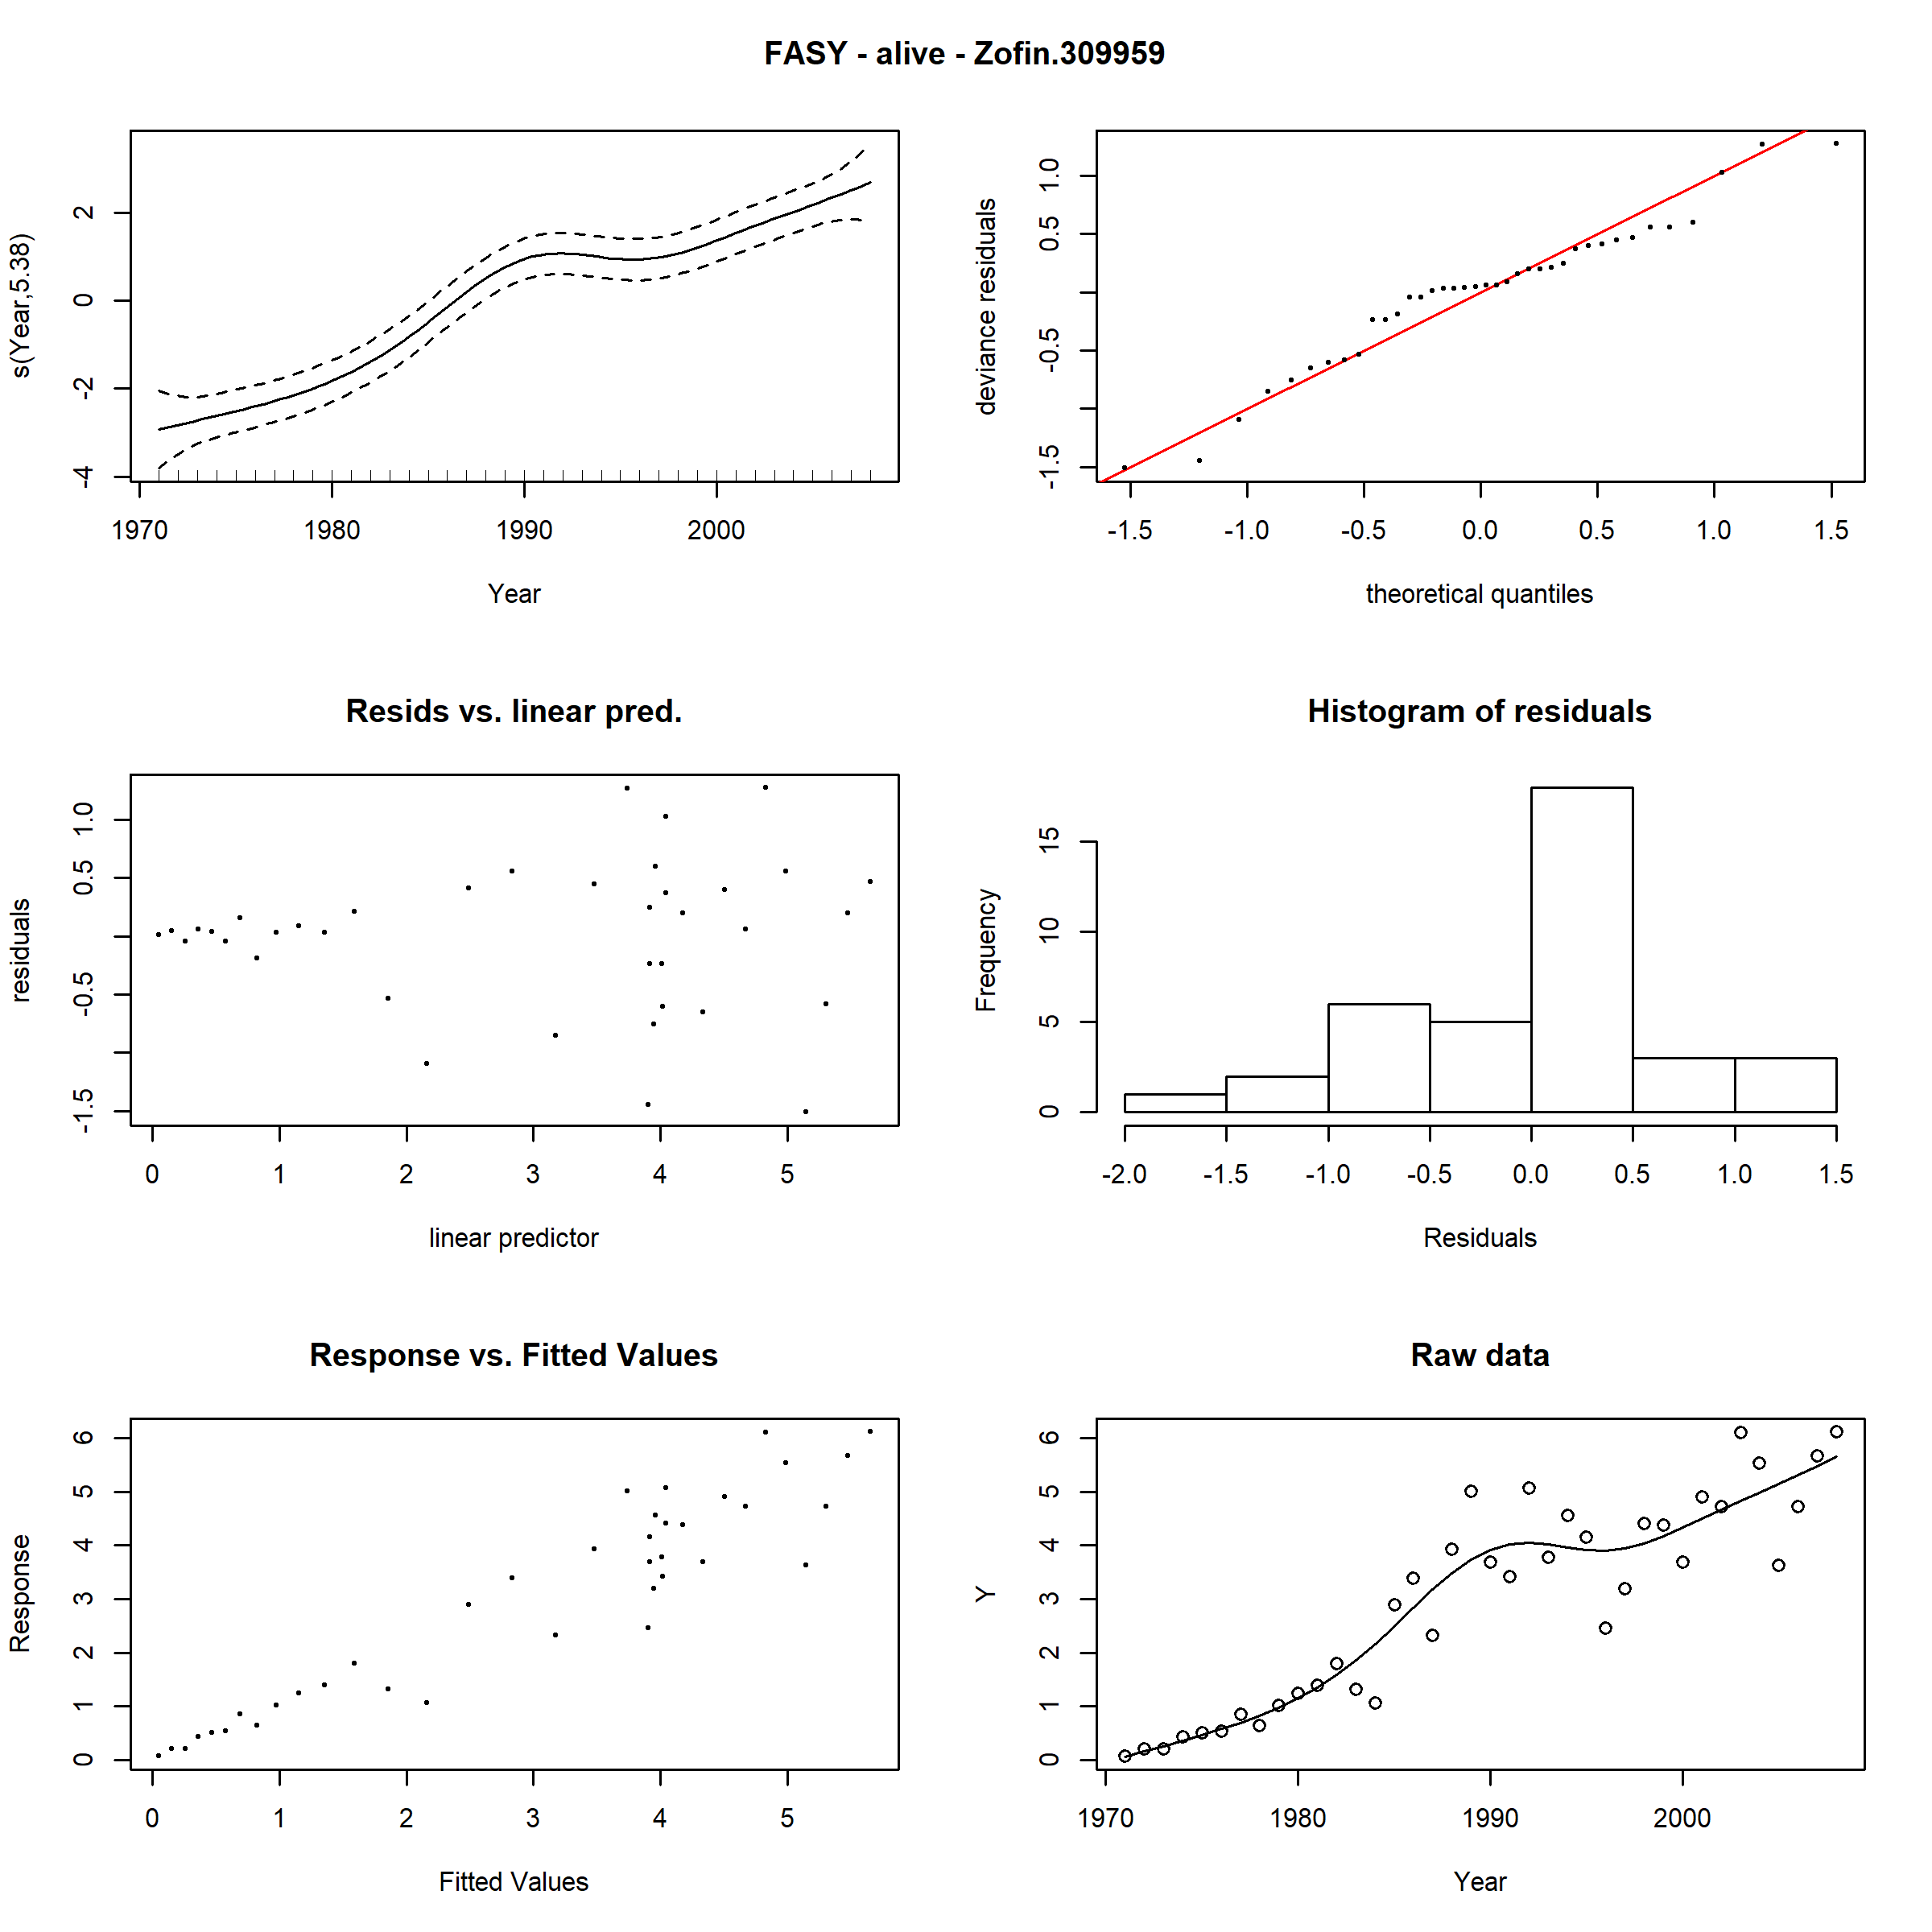 FASY - alive - Zofin.309959
s(Year,5.38)
2
0
-2
-4
1970 1980 1990 2000
Year
deviance residuals
1.0
0.5
-0.5
-1.5
-1.5 -1.0 -0.5 0.0 0.5 1.0 1.5
theoretical quantiles
Resids vs. linear pred.
residuals
1.0
0.5
-0.5
-1.5
0 1 2 3 4 5
linear predictor
Histogram of residuals
Frequency
15
10
5
0
-2.0 -1.5 -1.0 -0.5 0.0 0.5 1.0 1.5
Residuals
Response vs. Fitted Values
Response
6
5
4
3
2
1
0
0 1 2 3 4 5
Fitted Values
Raw data
Y
6
5
4
3
2
1
0
1970 1980 1990 2000
Year